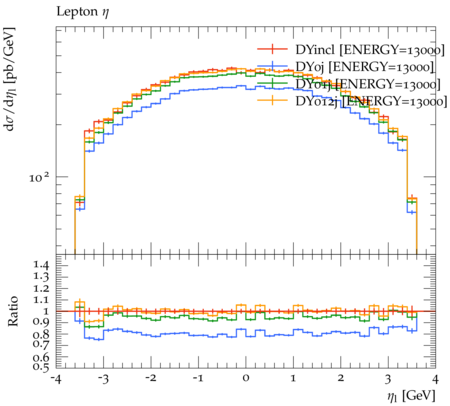 Lepton η
dσ/dηl [pb/GeV]
DYincl [ENERGY=13000]
DY0j [ENERGY=13000]
DY01j [ENERGY=13000]
DY012j [ENERGY=13000]
10²
Ratio
1.4
1.3
1.2
1.1
1
0.9
0.8
0.7
0.6
0.5
-4 -3 -2 -1 0 1 2 3 4
ηl [GeV]